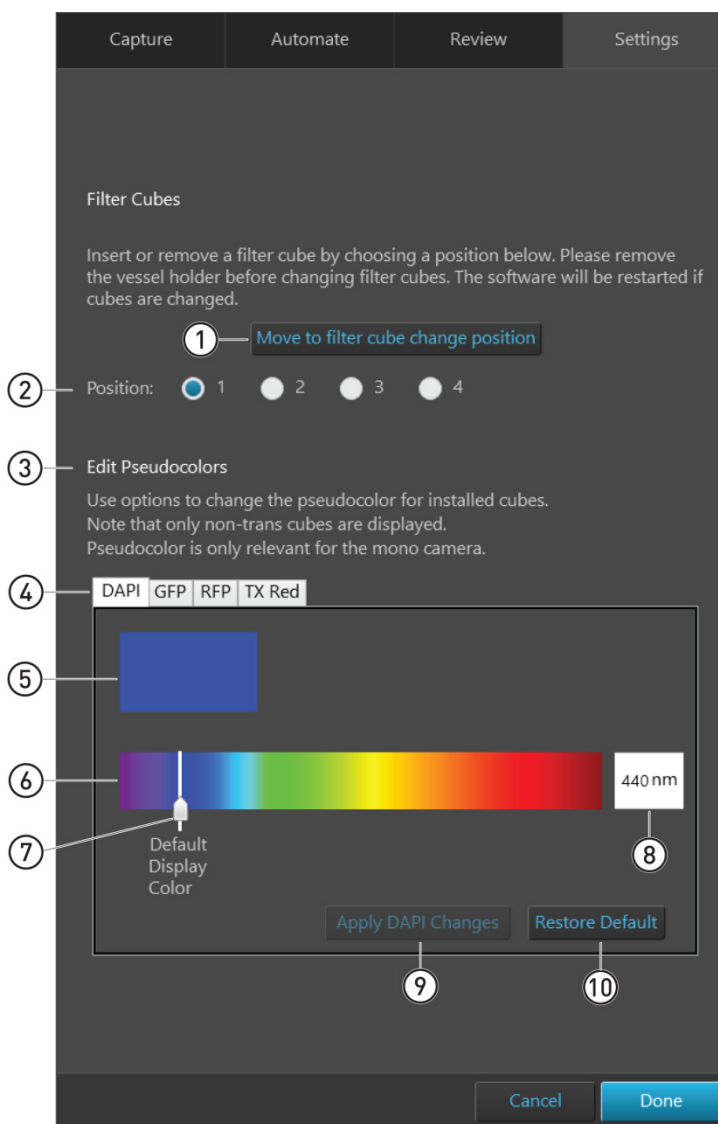 Capture Automate Review Settings
Filter Cubes
Insert or remove a filter cube by choosing a position below. Please remove
the vessel holder before changing filter cubes. The software will be restarted if
cubes are changed.
1 Move to filter cube change position
2 Position: 1 2 3 4
3 Edit Pseudocolors
Use options to change the pseudocolor for installed cubes.
Note that only non-trans cubes are displayed.
Pseudocolor is only relevant for the mono camera.
4 DAPI GFP RFP TX Red
5
6 440 nm
7 8
Default
Display
Color
Apply DAPI Changes Restore Default
9 10
Cancel Done